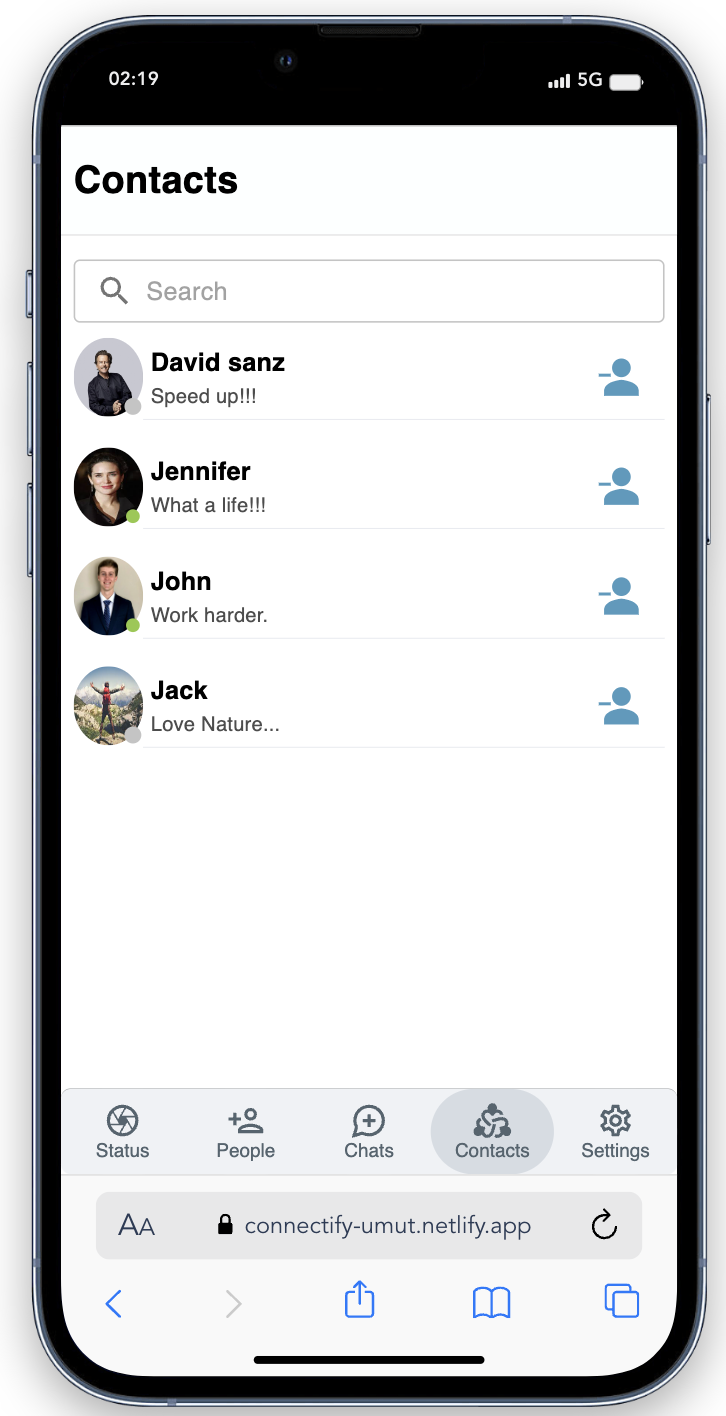 02:19
5G
Contacts
Search
David sanz
Speed up!!!
Jennifer
What a life!!!
John
Work harder.
Jack
Love Nature...
Status People Chats Contacts Settings
AA connectify-umut.netlify.app